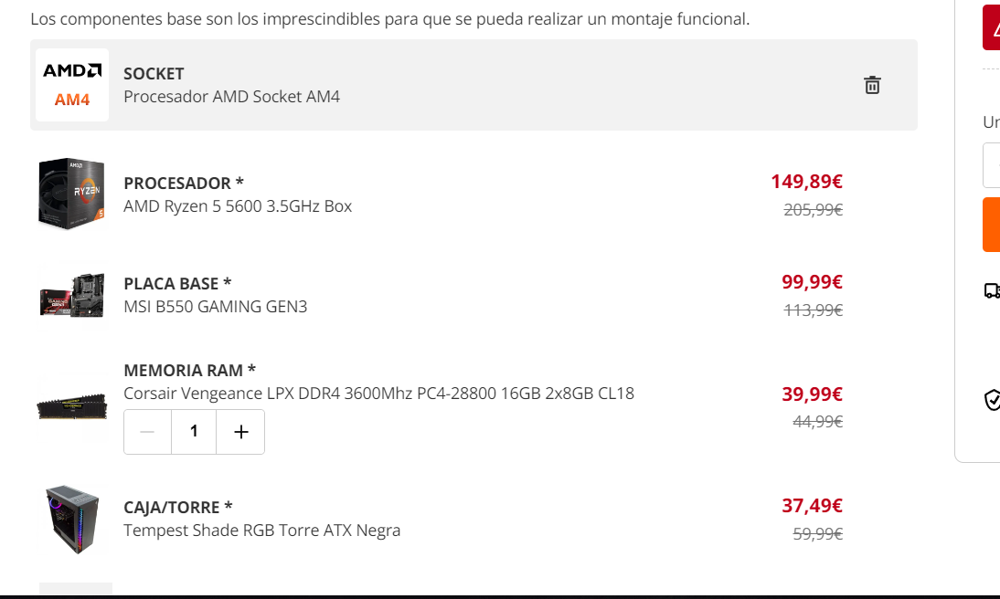 Los componentes base son los imprescindibles para que se pueda realizar un montaje funcional.
AMD
AM4
SOCKET
Procesador AMD Socket AM4
Ur
AMD
RYZEN
5
PROCESADOR *
AMD Ryzen 5 5600 3.5GHz Box
149,89€
205,99€
PLACA BASE *
MSI B550 GAMING GEN3
99,99€
113,99€
MEMORIA RAM *
Corsair Vengeance LPX DDR4 3600Mhz PC4-28800 16GB 2x8GB CL18
— 1 +
39,99€
44,99€
CAJA/TORRE *
Tempest Shade RGB Torre ATX Negra
37,49€
59,99€